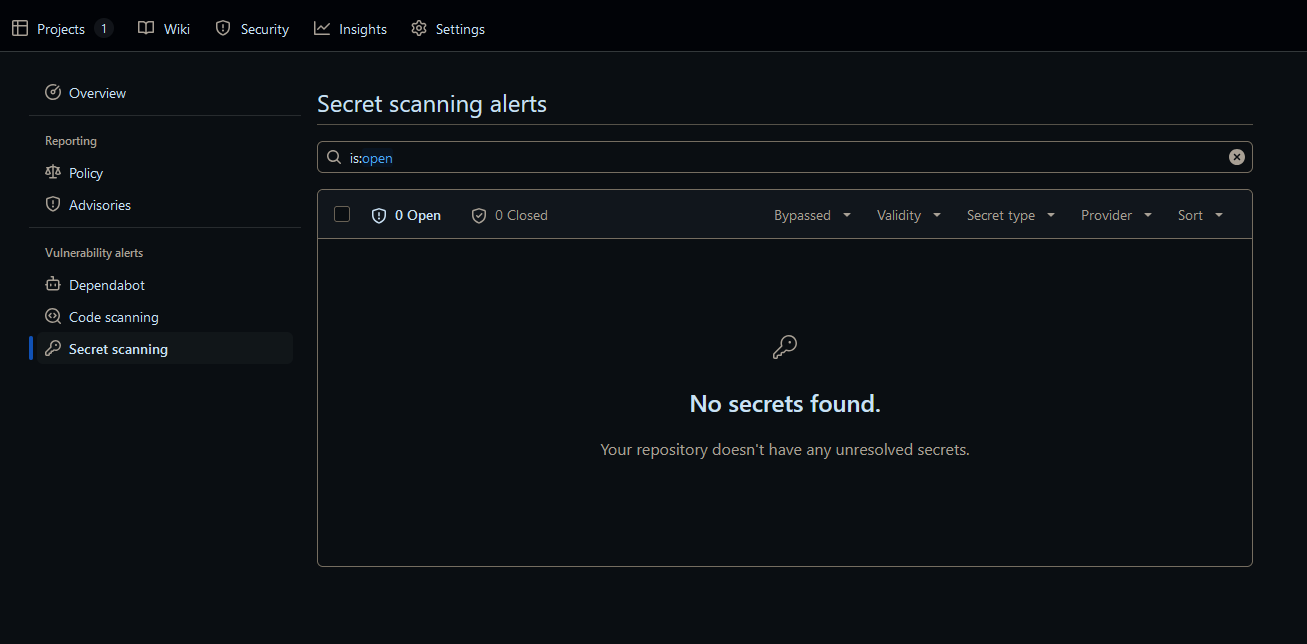 Projects 1 Wiki Security Insights Settings
Overview
Reporting
Policy
Advisories
Vulnerability alerts
Dependabot
Code scanning
Secret scanning
Secret scanning alerts
is:open
0 Open 0 Closed Bypassed Validity Secret type Provider Sort
No secrets found.
Your repository doesn't have any unresolved secrets.